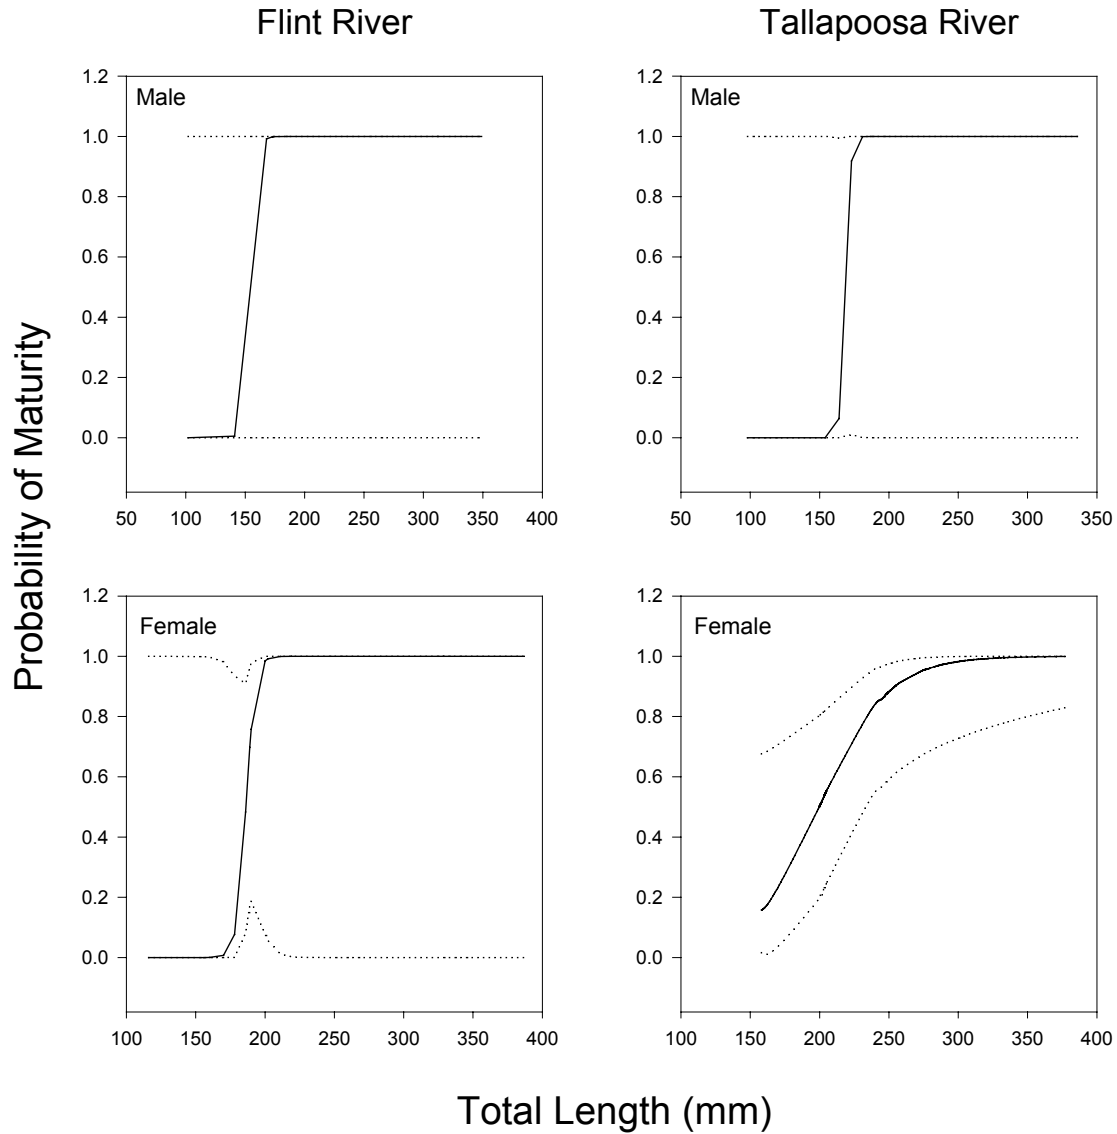 Flint River
Tallapoosa River
Probability of Maturity
Male
1.2
1.0
0.8
0.6
0.4
0.2
0.0
50 100 150 200 250 300 350 400
Male
1.2
1.0
0.8
0.6
0.4
0.2
0.0
50 100 150 200 250 300 350
Female
1.2
1.0
0.8
0.6
0.4
0.2
0.0
100 150 200 250 300 350 400
Female
1.2
1.0
0.8
0.6
0.4
0.2
0.0
100 150 200 250 300 350 400
Total Length (mm)